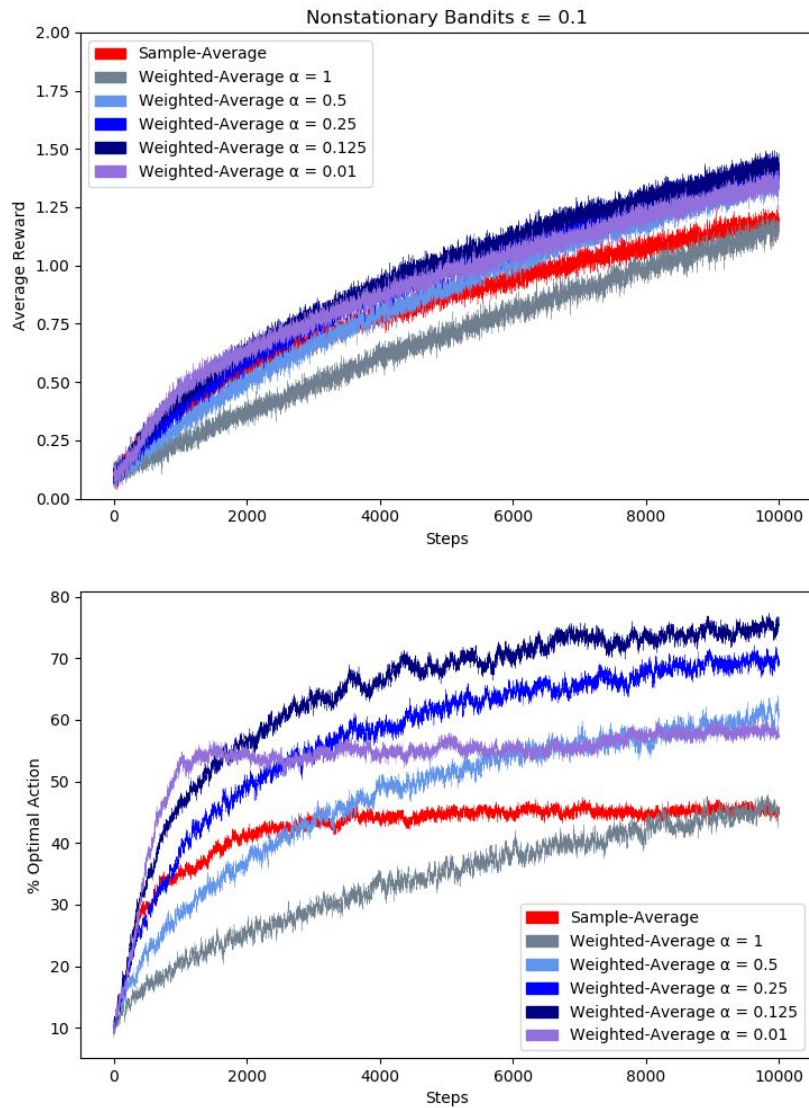 Nonstationary Bandits ε = 0.1
2.00
1.75
1.50
1.25
1.00
0.75
0.50
0.25
0.00
Average Reward
Sample-Average
Weighted-Average α = 1
Weighted-Average α = 0.5
Weighted-Average α = 0.25
Weighted-Average α = 0.125
Weighted-Average α = 0.01
0 2000 4000 6000 8000 10000
Steps
80
70
60
50
40
30
20
10
% Optimal Action
Sample-Average
Weighted-Average α = 1
Weighted-Average α = 0.5
Weighted-Average α = 0.25
Weighted-Average α = 0.125
Weighted-Average α = 0.01
0 2000 4000 6000 8000 10000
Steps